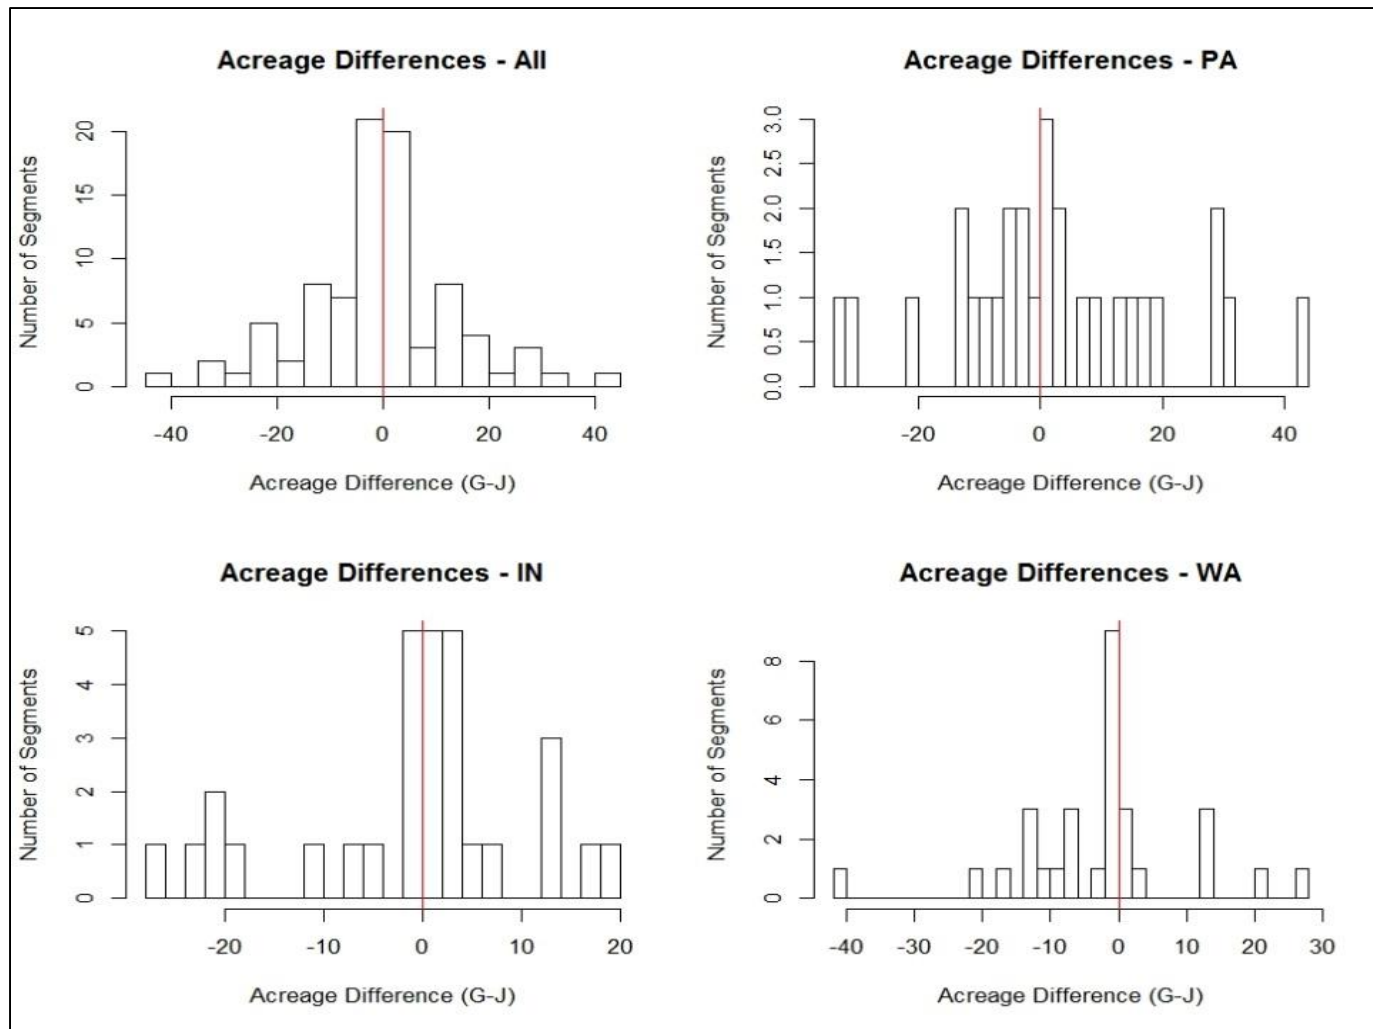 Acreage Differences - All
Number of Segments
0
5
10
15
20
-40 -20 0 20 40
Acreage Difference (G-J)
Acreage Differences - PA
Number of Segments
0.0
0.5
1.0
1.5
2.0
2.5
3.0
-20 0 20 40
Acreage Difference (G-J)
Acreage Differences - IN
Number of Segments
0
1
2
3
4
5
-20 -10 0 10 20
Acreage Difference (G-J)
Acreage Differences - WA
Number of Segments
0
2
4
6
8
-40 -30 -20 -10 0 10 20 30
Acreage Difference (G-J)